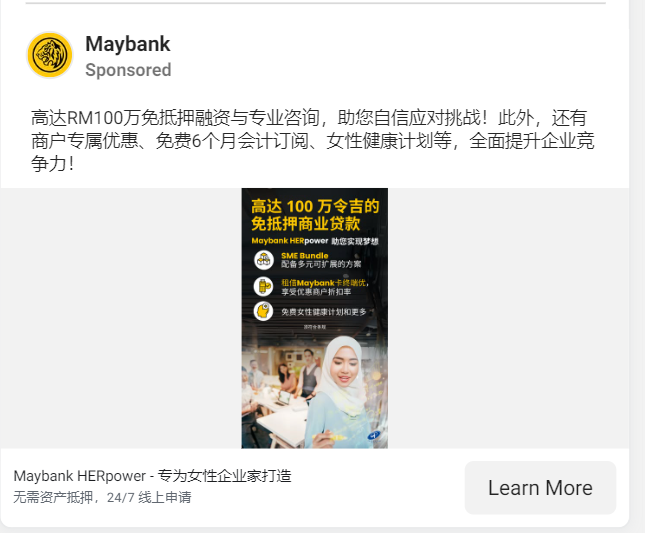 Maybank
Sponsored
高达RM100万免抵押融资与专业咨询，助您自信应对挑战！此外，还有
商户专属优惠、免费6个月会计订阅、女性健康计划等，全面提升企业竞
争力！
高达 100 万令吉的
免抵押商业贷款
Maybank HERpower 助您实现梦想
SME Bundle
配备多元可扩展的方案
租借Maybank卡终端优，
享受优惠商户折扣率
免费女性健康计划和更多
Maybank HERpower - 专为女性企业家打造
无需资产抵押，24/7 线上申请
Learn More